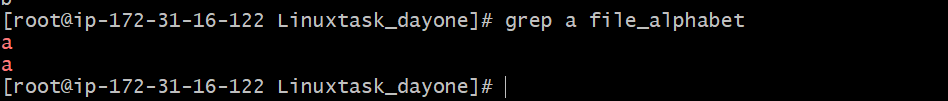 [root@ip-172-31-16-122 Linuxtask_dayone]# grep a file_alphabet
a
a
[root@ip-172-31-16-122 Linuxtask_dayone]#